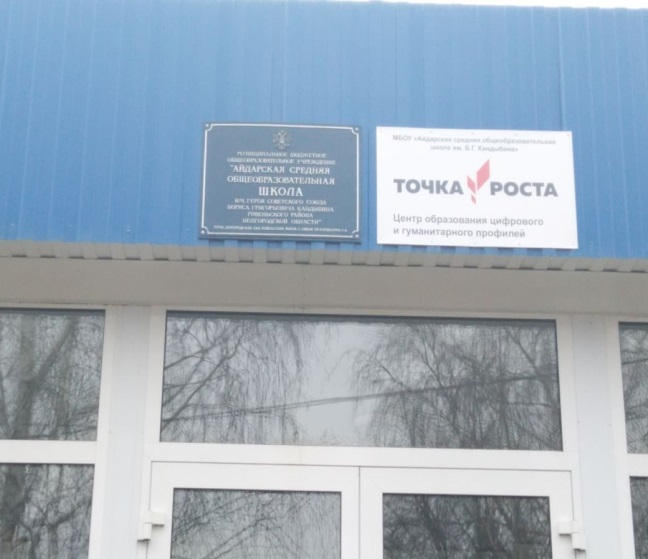 МУНИЦИПАЛЬНОЕ БЮДЖЕТНОЕ
ОБЩЕОБРАЗОВАТЕЛЬНОЕ УЧРЕЖДЕНИЕ
"АЙДАРСКАЯ СРЕДНЯЯ
ОБЩЕОБРАЗОВАТЕЛЬНАЯ
ШКОЛА
ИМ. ГЕРОЯ СОВЕТСКОГО СОЮЗА
БОРИСА ГРИГОРЬЕВИЧА КАНДЫБИНА
РОВЕНЬСКОГО РАЙОНА
БЕЛГОРОДСКОЙ ОБЛАСТИ"
МБОУ «Айдарская средняя общеобразовательная
школа им. Б.Г. Кандыбина»
ТОЧКА РОСТА
Центр образования цифрового
и гуманитарного профилей